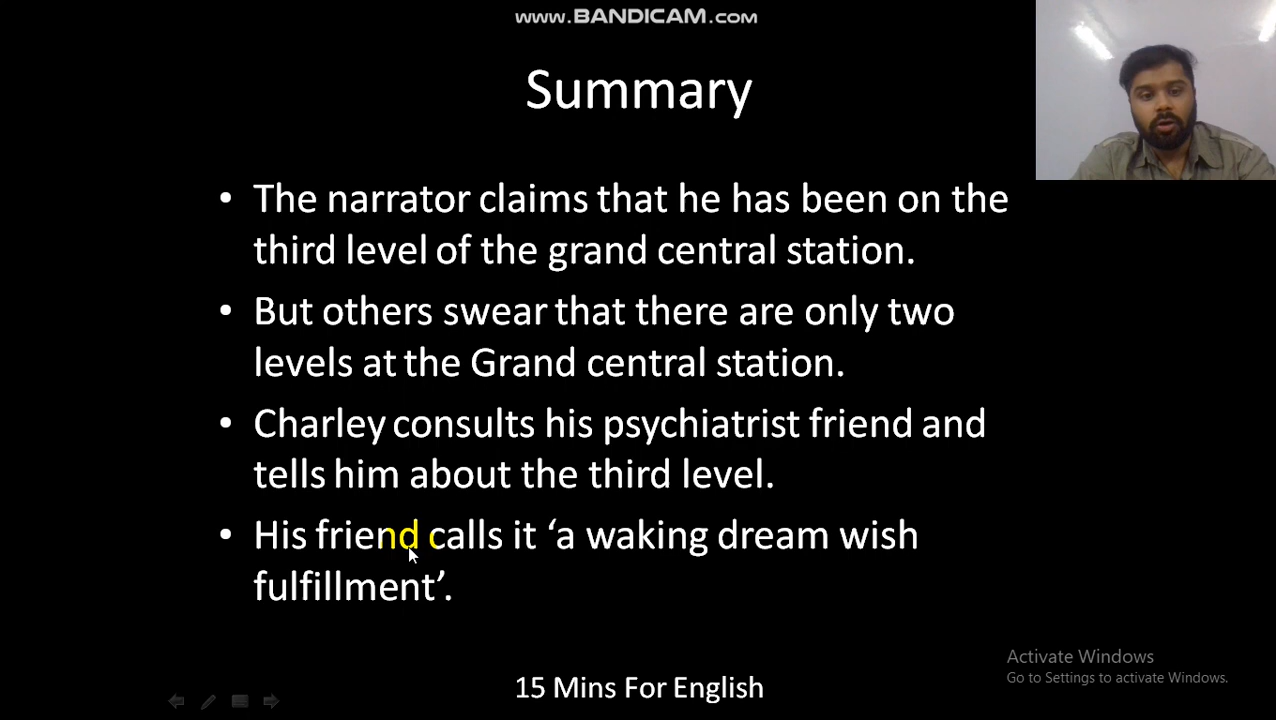 www.BANDICAM.com
Summary
• The narrator claims that he has been on the
third level of the grand central station.
• But others swear that there are only two
levels at the Grand central station.
• Charley consults his psychiatrist friend and
tells him about the third level.
• His friend calls it ‘a waking dream wish
fulfillment’.
Activate Windows
Go to Settings to activate Windows.
15 Mins For English